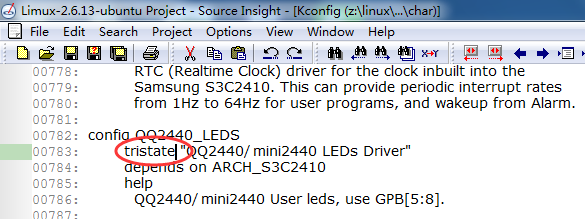 Limux-2.6.13-ubuntu Project - Source Insight - [Kconfig (z:\linux\...\char)]
File Edit Search Project Options View Window Help
00778: RTC (Realtime Clock) driver for the clock inbuilt into the
00779: Samsung S3C2410. This can provide periodic interrupt rates
00780: from 1Hz to 64Hz for user programs, and wakeup from Alarm.
00781:
00782: config QQ2440_LEDS
00783: tristate "QQ2440/mini2440 LEDs Driver"
00784: depends on ARCH_S3C2410
00785: help
00786: QQ2440/mini2440 User leds, use GPB[5:8].
00787: